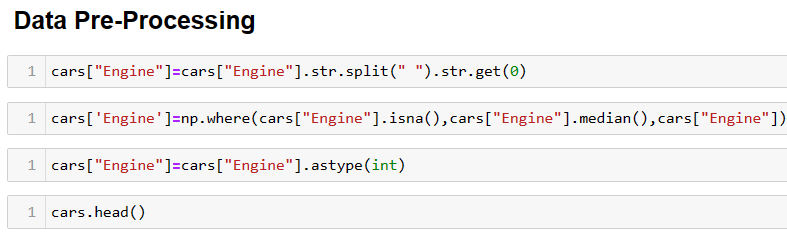 Data Pre-Processing
1 cars["Engine"]=cars["Engine"].str.split(" ").str.get(0)
1 cars['Engine']=np.where(cars["Engine"].isna(),cars["Engine"].median(),cars["Engine"])
1 cars["Engine"]=cars["Engine"].astype(int)
1 cars.head()